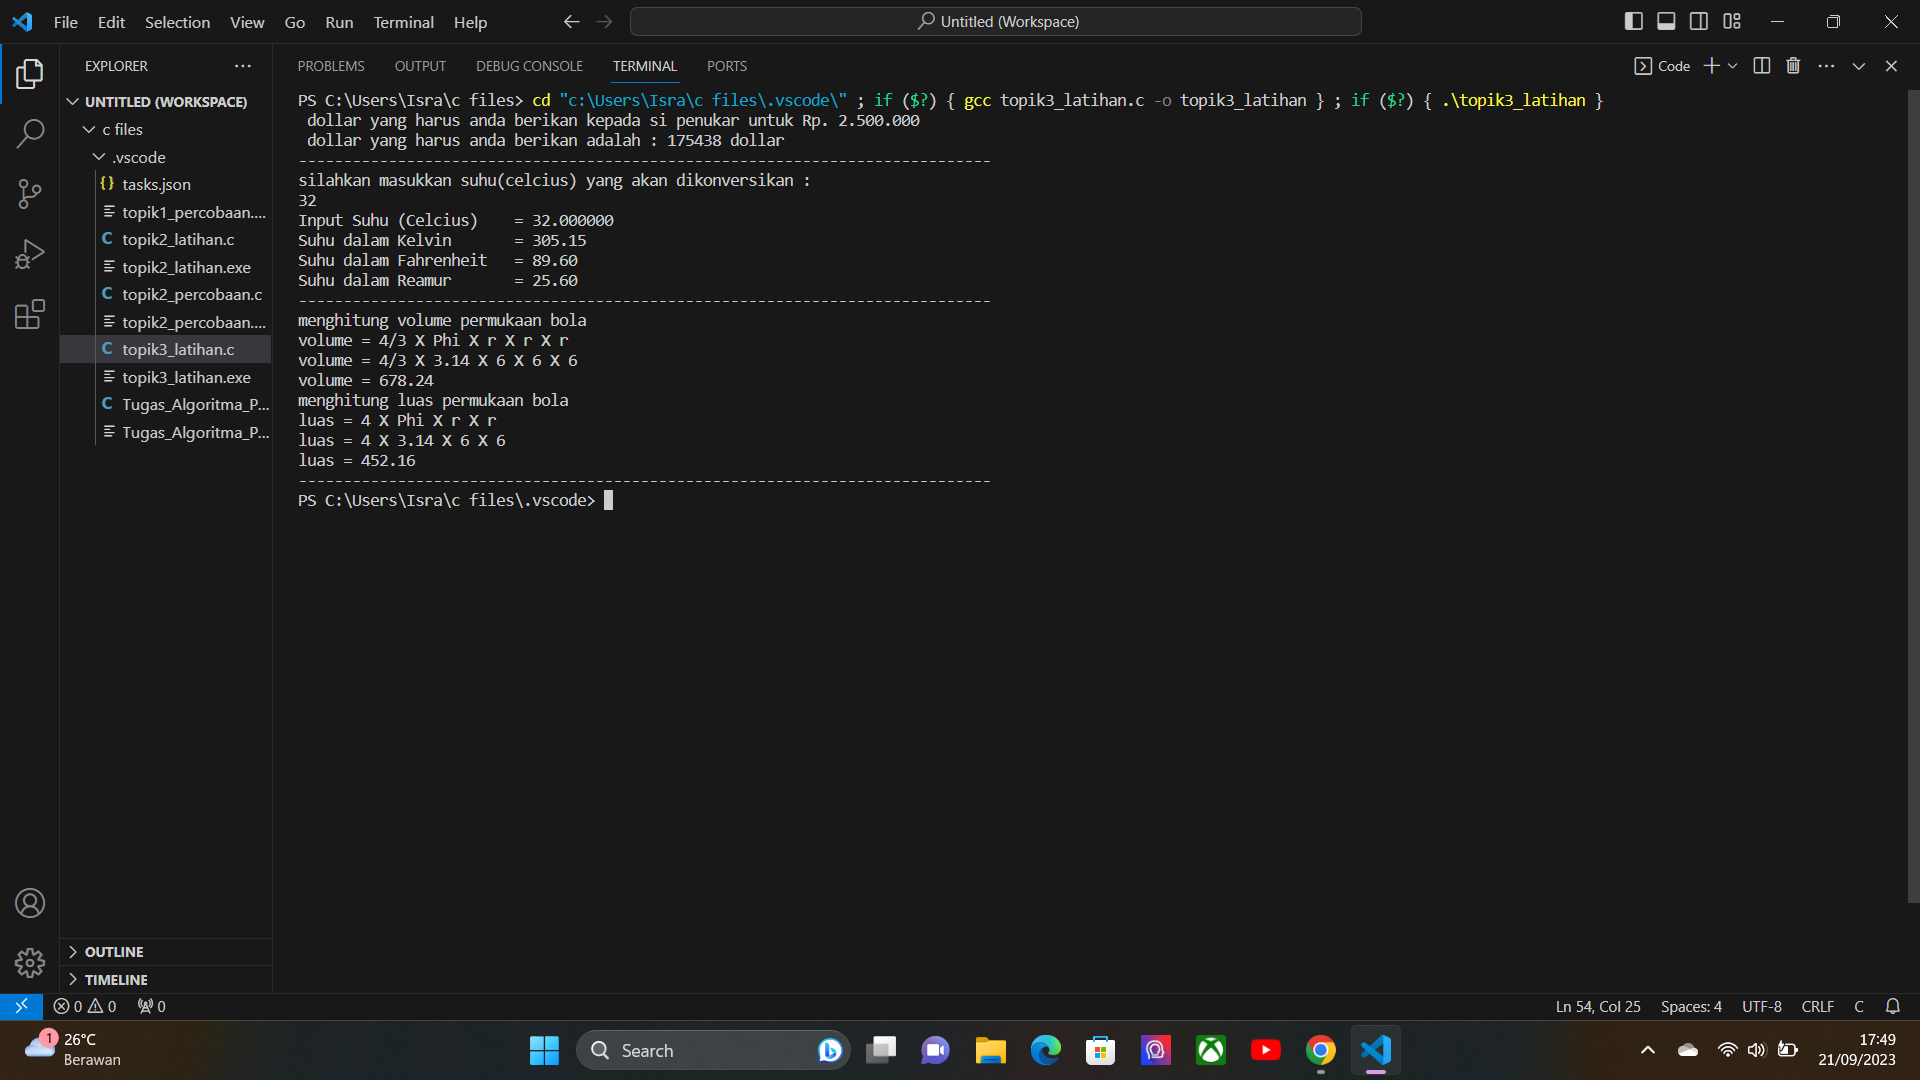 File Edit Selection View Go Run Terminal Help
Untitled (Workspace)
EXPLORER
UNTITLED (WORKSPACE)
c files
.vscode
tasks.json
topik1_percobaan....
topik2_latihan.c
topik2_latihan.exe
topik2_percobaan.c
topik2_percobaan....
topik3_latihan.c
topik3_latihan.exe
Tugas_Algoritma_P...
Tugas_Algoritma_P...
OUTLINE
TIMELINE
PROBLEMS OUTPUT DEBUG CONSOLE TERMINAL PORTS
Code
PS C:\Users\Isra\c files> cd "c:\Users\Isra\c files\.vscode\" ; if ($?) { gcc topik3_latihan.c -o topik3_latihan } ; if ($?) { .\topik3_latihan }
dollar yang harus anda berikan kepada si penukar untuk Rp. 2.500.000
dollar yang harus anda berikan adalah : 175438 dollar
-----------------------------------------------------------------------------
silahkan masukkan suhu(celcius) yang akan dikonversikan :
32
Input Suhu (Celcius)    = 32.000000
Suhu dalam Kelvin       = 305.15
Suhu dalam Fahrenheit   = 89.60
Suhu dalam Reamur       = 25.60
-----------------------------------------------------------------------------
menghitung volume permukaan bola
volume = 4/3 X Phi X r X r X r
volume = 4/3 X 3.14 X 6 X 6 X 6
volume = 678.24
menghitung luas permukaan bola
luas = 4 X Phi X r X r
luas = 4 X 3.14 X 6 X 6
luas = 452.16
-----------------------------------------------------------------------------
PS C:\Users\Isra\c files\.vscode>
0 0 0
Ln 54, Col 25 Spaces: 4 UTF-8 CRLF C
1
26°C
Berawan
Search
17:49
21/09/2023